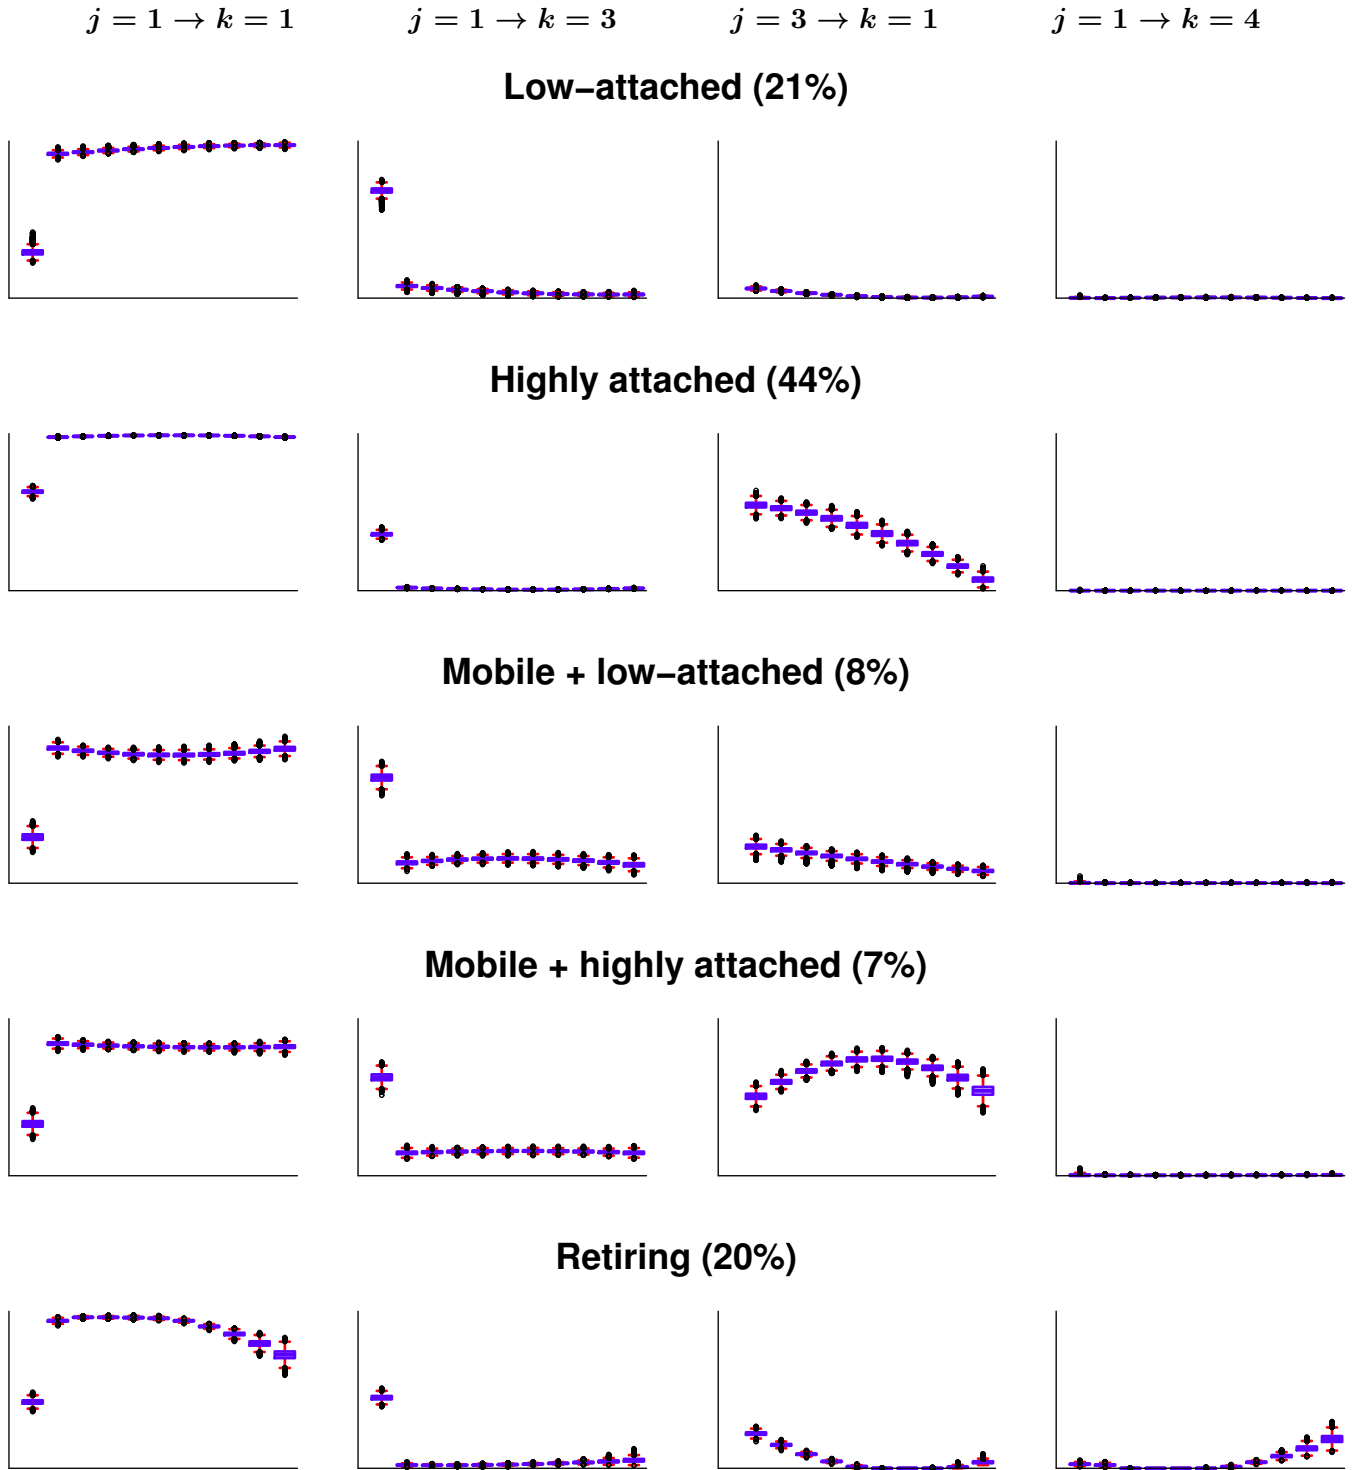 j = 1 → k = 1 j = 1 → k = 3 j = 3 → k = 1 j = 1 → k = 4
Low−attached (21%)
Highly attached (44%)
Mobile + low−attached (8%)
Mobile + highly attached (7%)
Retiring (20%)